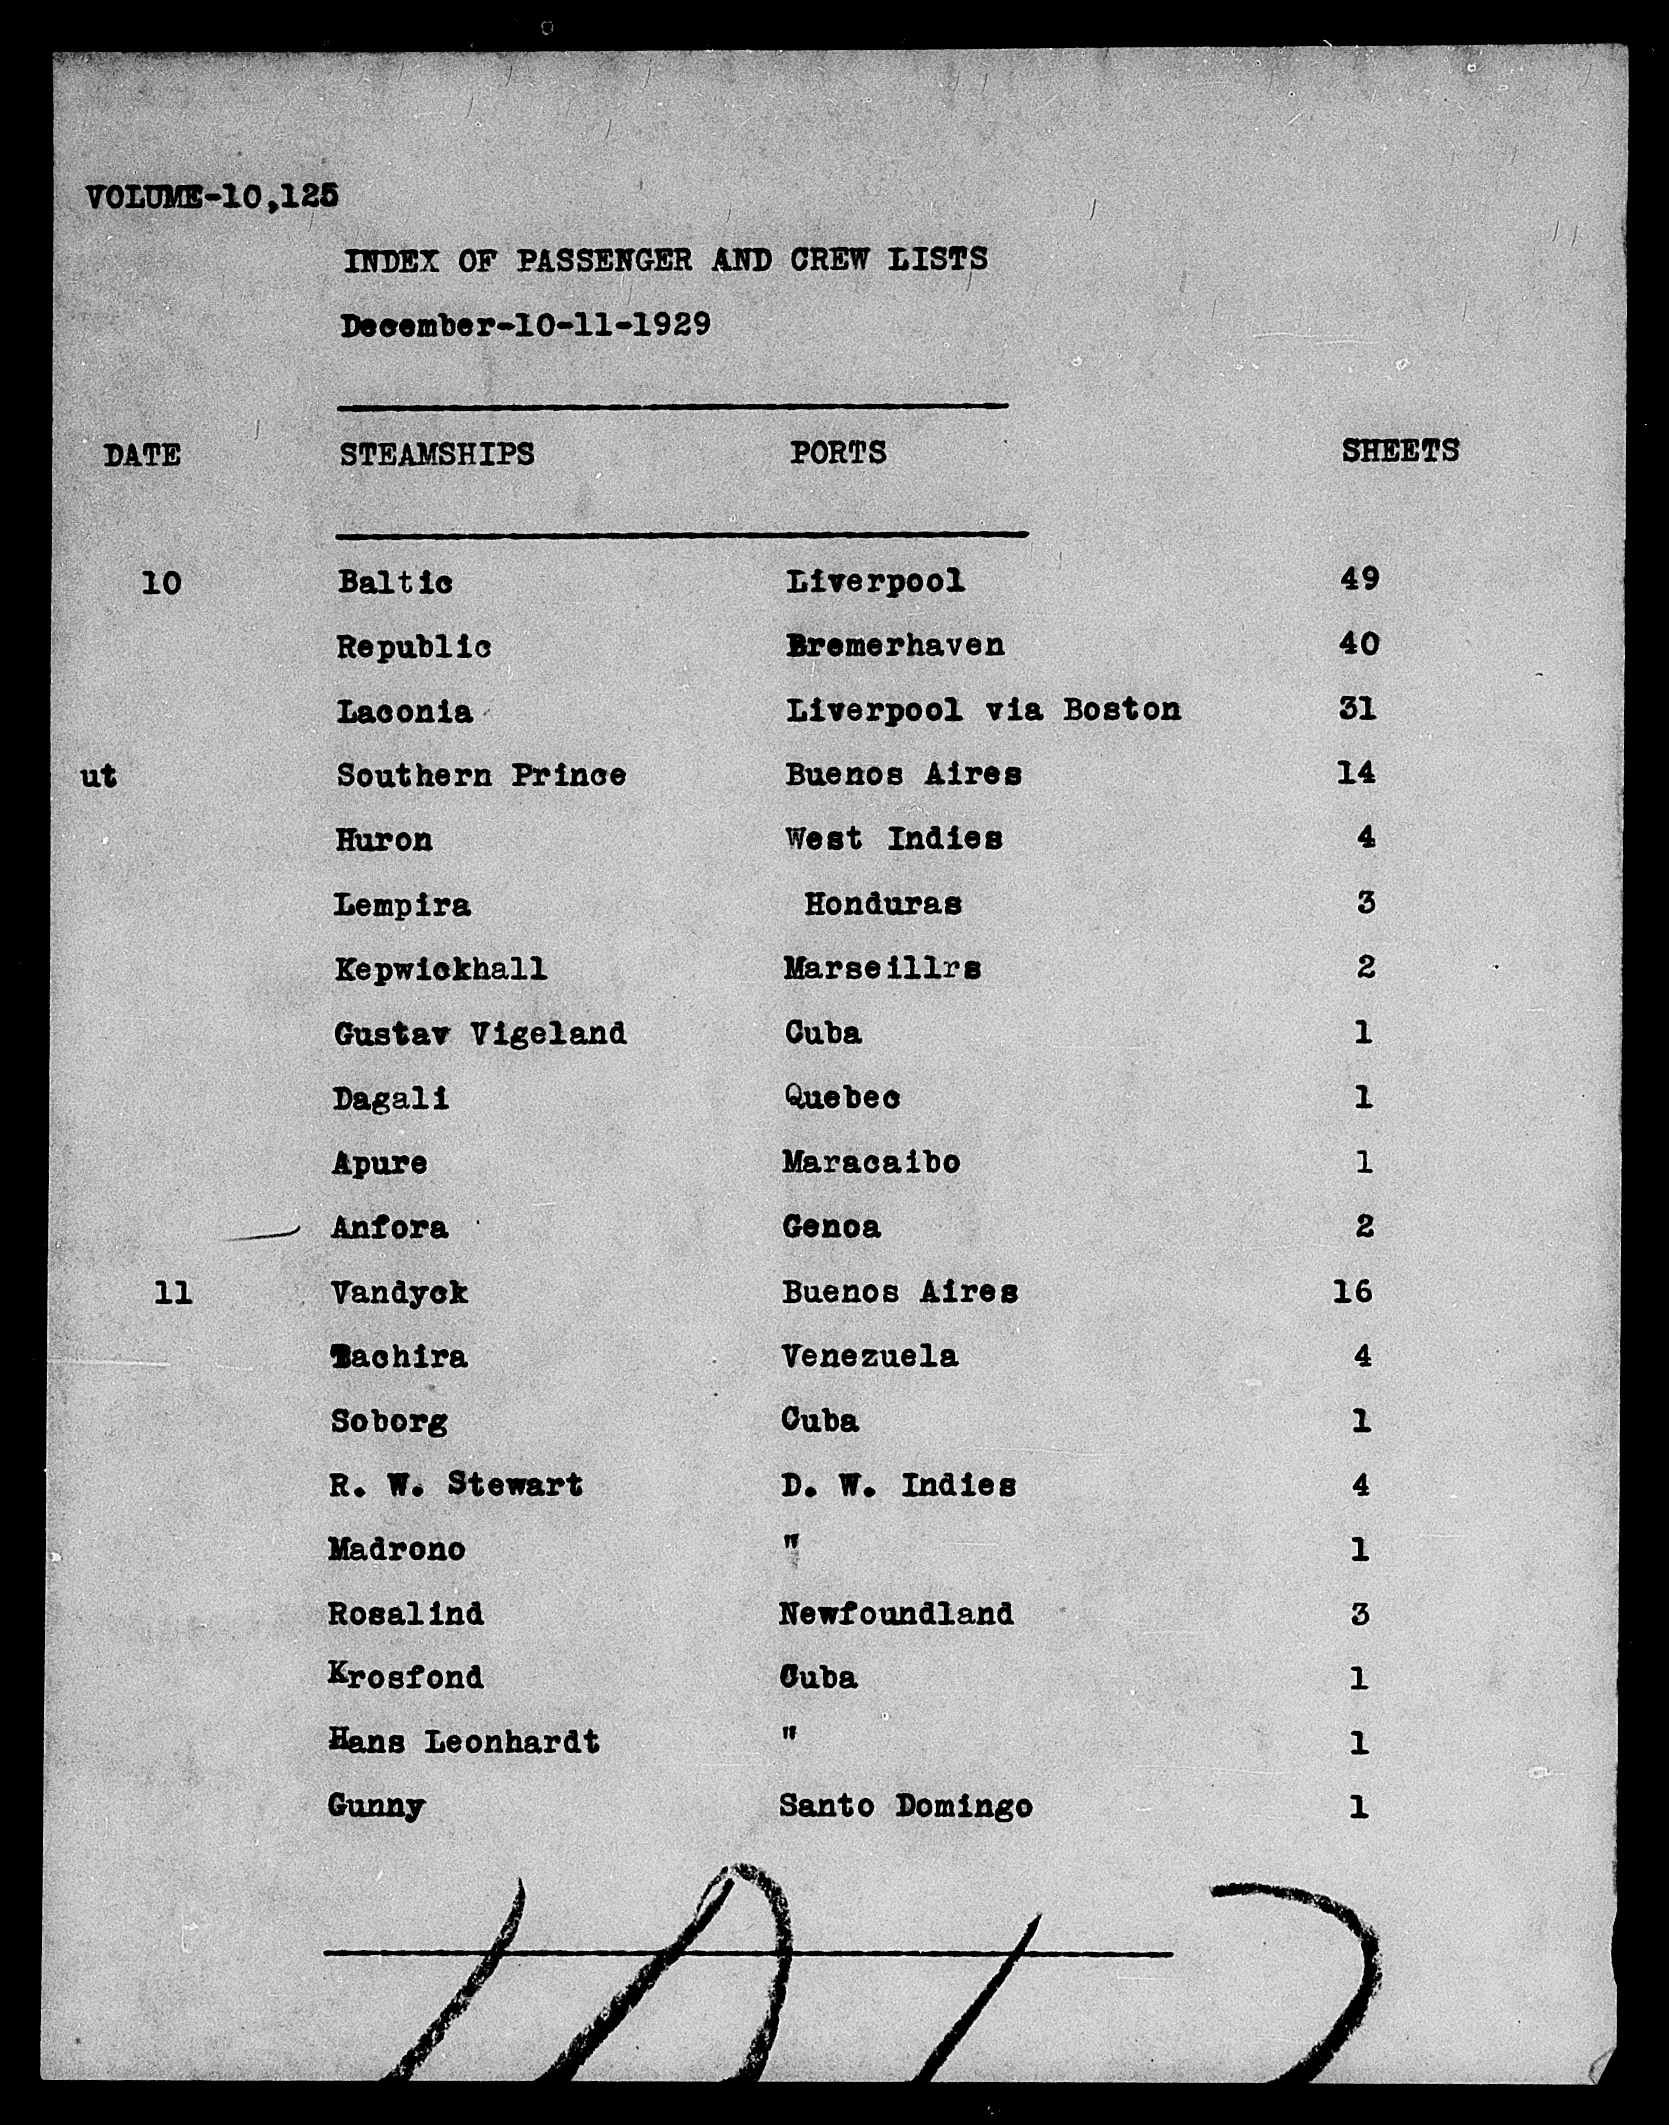 VOLUME-10,125
INDEX OF PASSENGER AND CREW LISTS
December-10-11-1929
DATE STEAMSHIPS PORTS SHEETS
10 Baltic Liverpool 49
Republic Bremerhaven 40
Laconia Liverpool via Boston 31
ut Southern Prince Buenos Aires 14
Huron West Indies 4
Lempira Honduras 3
Kepwickhall Marseillrs 2
Gustav Vigeland Cuba 1
Dagali Quebec 1
Apure Maracaibo 1
Anfora Genoa 2
11 Vandyck Buenos Aires 16
Tachira Venezuela 4
Soborg Cuba 1
R. W. Stewart D. W. Indies 4
Madrono " 1
Rosalind Newfoundland 3
Krosfond Cuba 1
Hans Leonhardt " 1
Gunny Santo Domingo 1